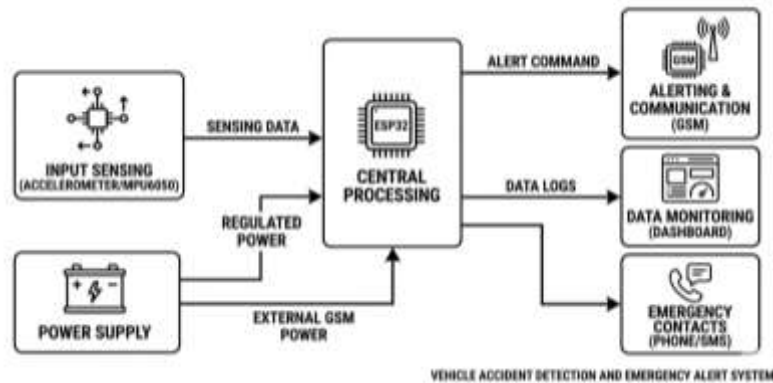 INPUT SENSING
(ACCELEROMETER/MPU6050)
SENSING DATA
POWER SUPPLY
REGULATED
POWER
EXTERNAL GSM
POWER
ESP32
CENTRAL
PROCESSING
ALERT COMMAND
GSM
ALERTING &
COMMUNICATION
(GSM)
DATA LOGS
DATA MONITORING
(DASHBOARD)
EMERGENCY
CONTACTS
(PHONE/SMS)
VEHICLE ACCIDENT DETECTION AND EMERGENCY ALERT SYSTEM